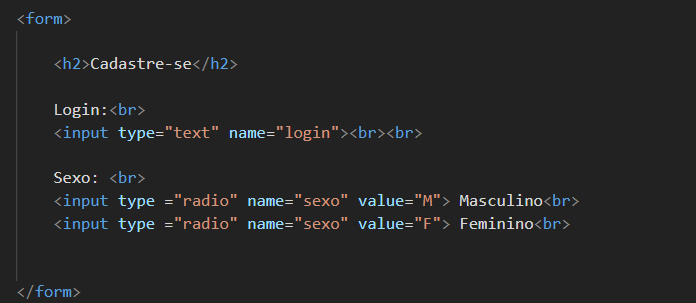 <form>
<h2>Cadastre-se</h2>
Login:<br>
<input type="text" name="login"><br><br>
Sexo: <br>
<input type ="radio" name="sexo" value="M"> Masculino<br>
<input type ="radio" name="sexo" value="F"> Feminino<br>
</form>